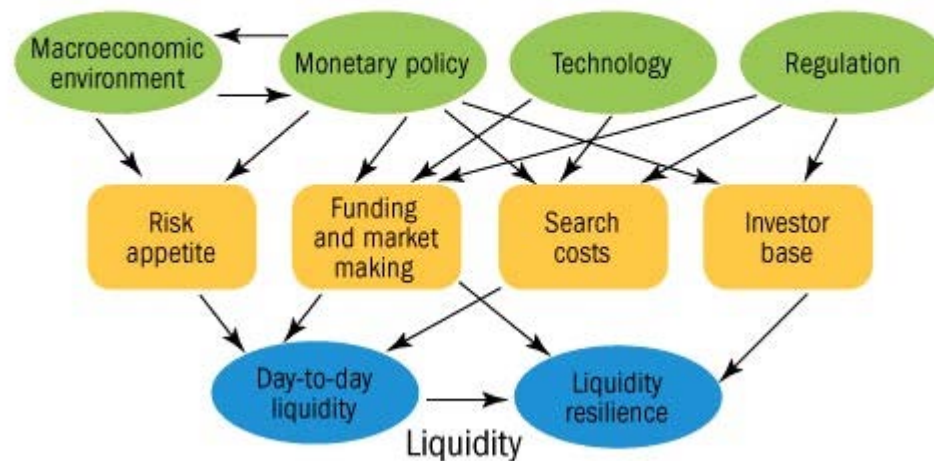 Macroeconomic
environment
Monetary policy
Technology
Regulation
Risk
appetite
Funding
and market
making
Search
costs
Investor
base
Day-to-day
liquidity
Liquidity
resilience
Liquidity